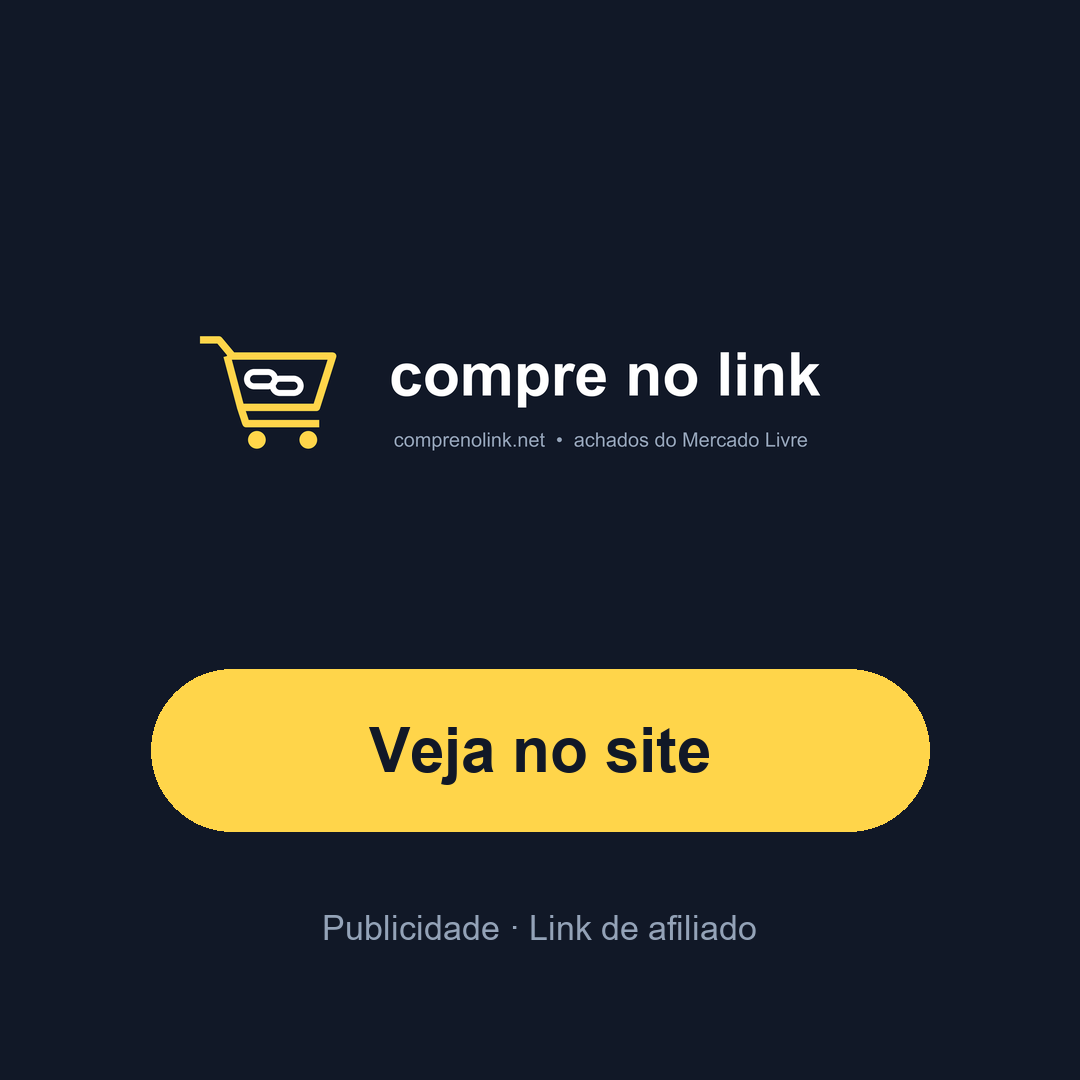 compre no link
comprenolink.net • achados do Mercado Livre
Veja no site
Publicidade · Link de afiliado